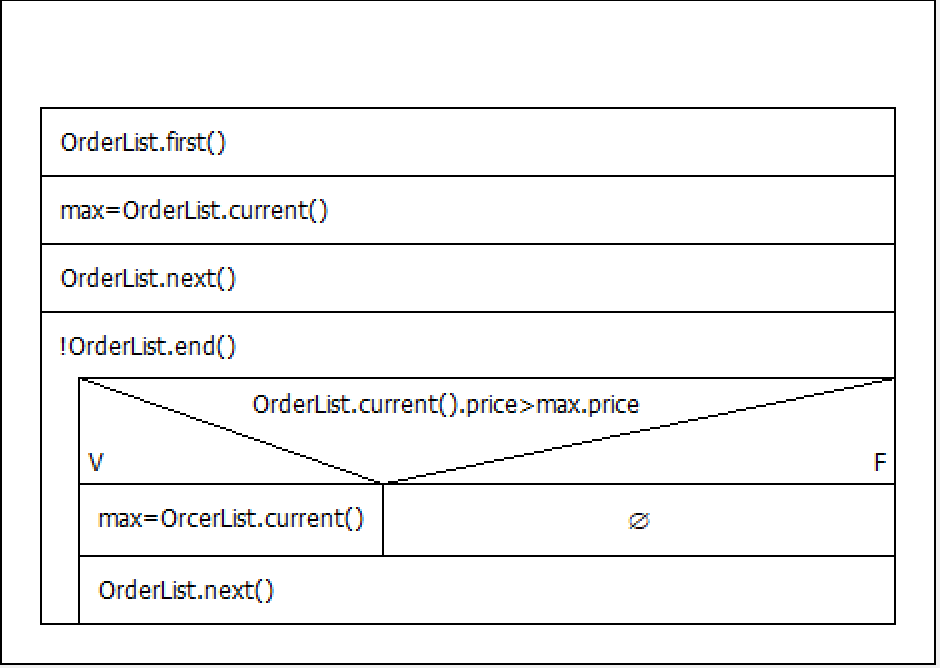 OrderList.first()
max=OrderList.current()
OrderList.next()
!OrderList.end()
OrderList.current().price>max.price
V
F
max=OrcerList.current()
∅
OrderList.next()